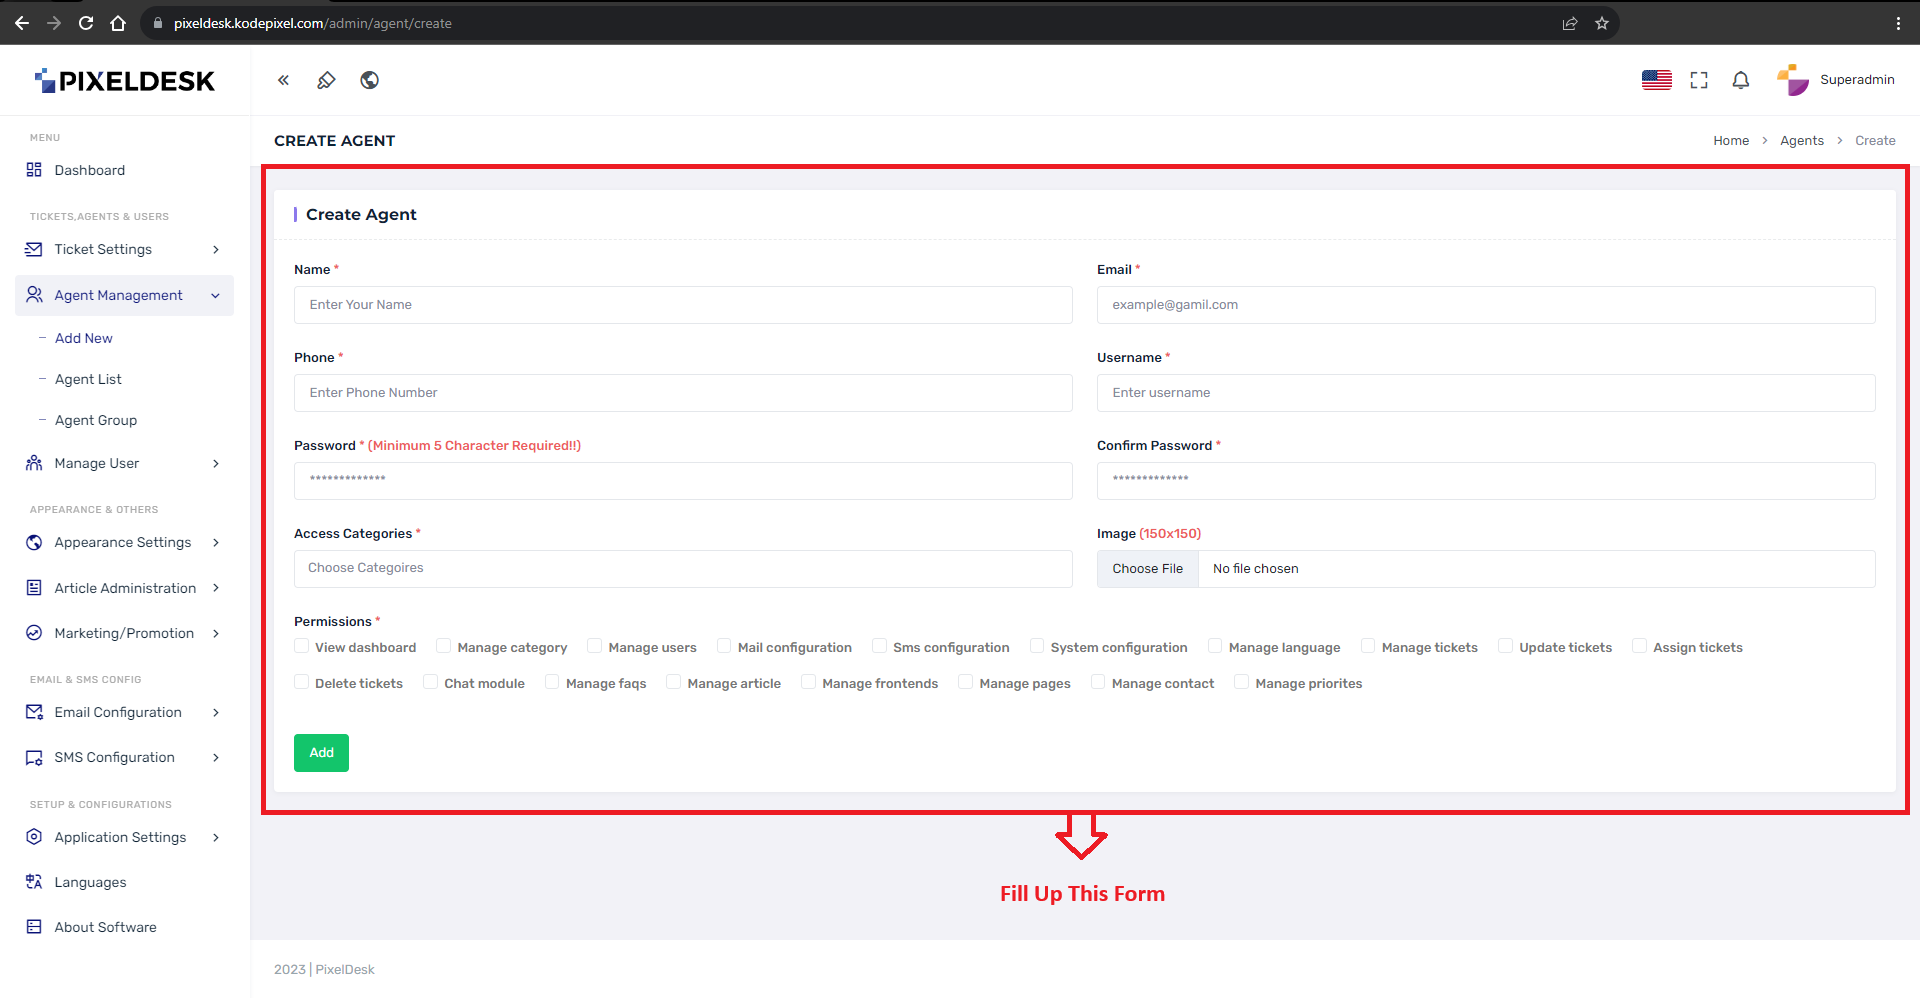 pixeldesk.kodepixel.com/admin/agent/create
PIXELDESK
Superadmin
MENU
Dashboard
TICKETS,AGENTS & USERS
Ticket Settings
Agent Management
Add New
Agent List
Agent Group
Manage User
APPEARANCE & OTHERS
Appearance Settings
Article Administration
Marketing/Promotion
EMAIL & SMS CONFIG
Email Configuration
SMS Configuration
SETUP & CONFIGURATIONS
Application Settings
Languages
About Software
CREATE AGENT
Home > Agents > Create
Create Agent
Name *
Enter Your Name
Email *
example@gamil.com
Phone *
Enter Phone Number
Username *
Enter username
Password * (Minimum 5 Character Required!!)
*************
Confirm Password *
*************
Access Categories *
Choose Categoires
Image (150x150)
Choose File No file chosen
Permissions *
View dashboard Manage category Manage users Mail configuration Sms configuration System configuration Manage language Manage tickets Update tickets Assign tickets
Delete tickets Chat module Manage faqs Manage article Manage frontends Manage pages Manage contact Manage priorites
Add
Fill Up This Form
2023 | PixelDesk